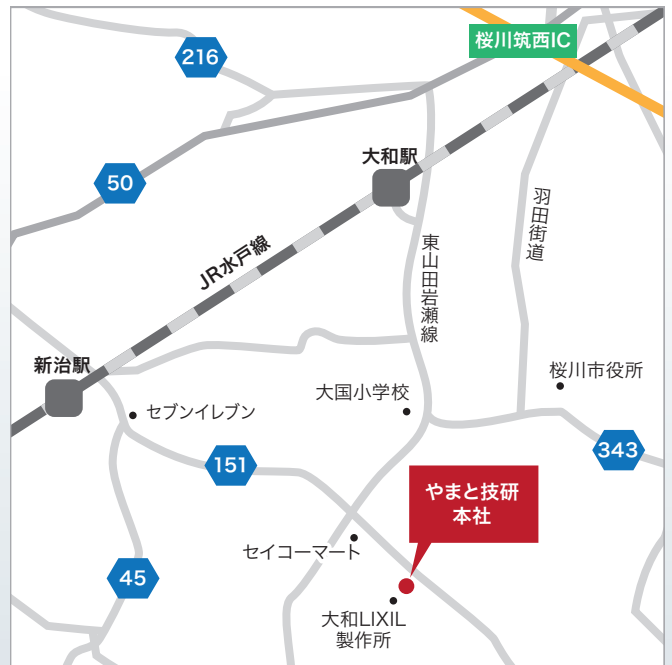 桜川筑西IC
216
大和駅
50
羽田街道
JR水戸線
東山田岩瀬線
新治駅
桜川市役所
大国小学校
セブンイレブン
343
151
やまと技研
本社
セイコーマート
45
大和LIXIL
製作所